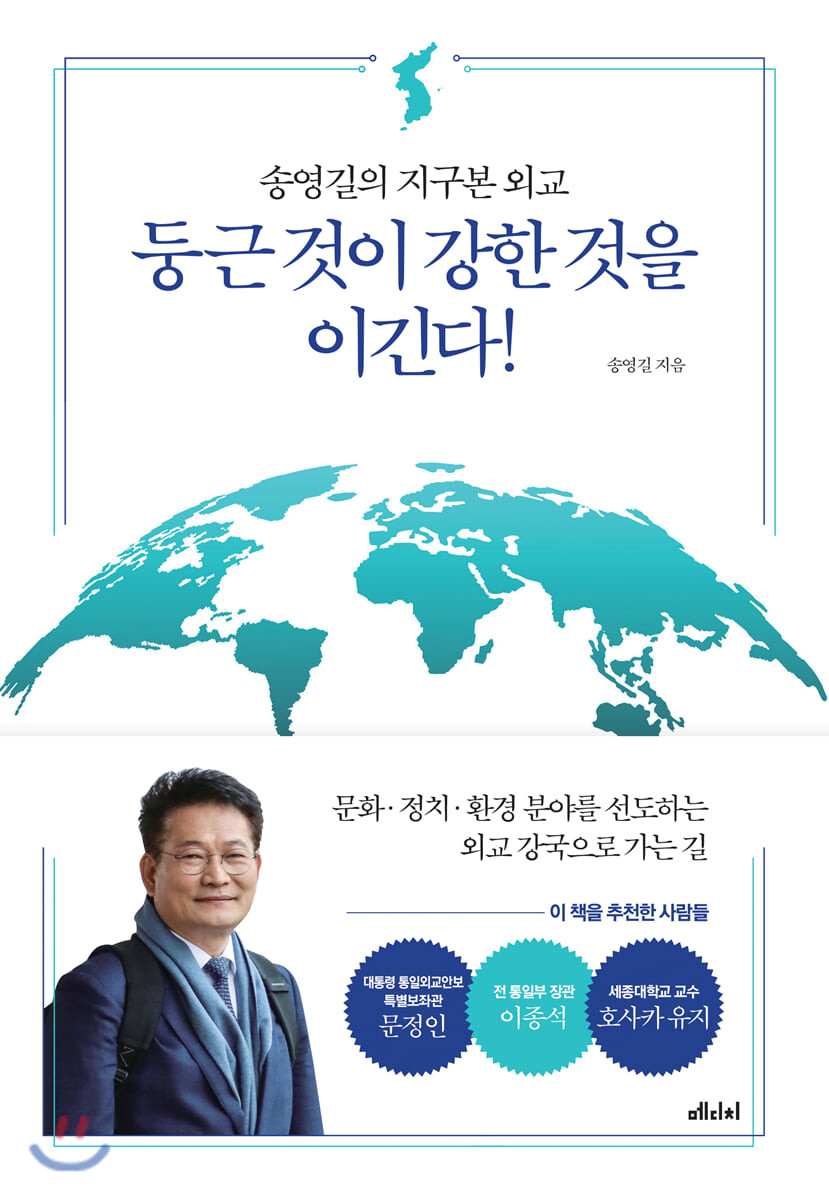 송영길의 지구본 외교
둥근 것이 강한 것을
이긴다!
송영길 지음
문화·정치·환경 분야를 선도하는
외교 강국으로 가는 길
이 책을 추천한 사람들
대통령 통일외교안보
특별보좌관
문정인
전 통일부 장관
이종석
세종대학교 교수
호사카 유지
메디치